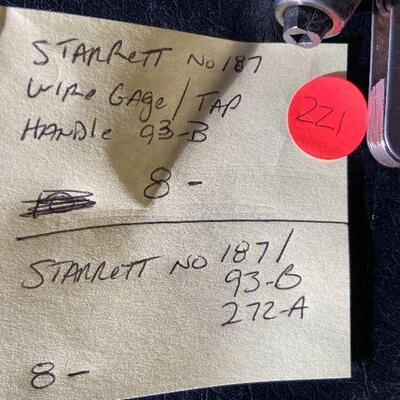 STARRETT No 187
WIRE GAGE / TAP
HANDLE 93-B
221
8 -
STARRETT NO 187/
93-B
272-A
8 -